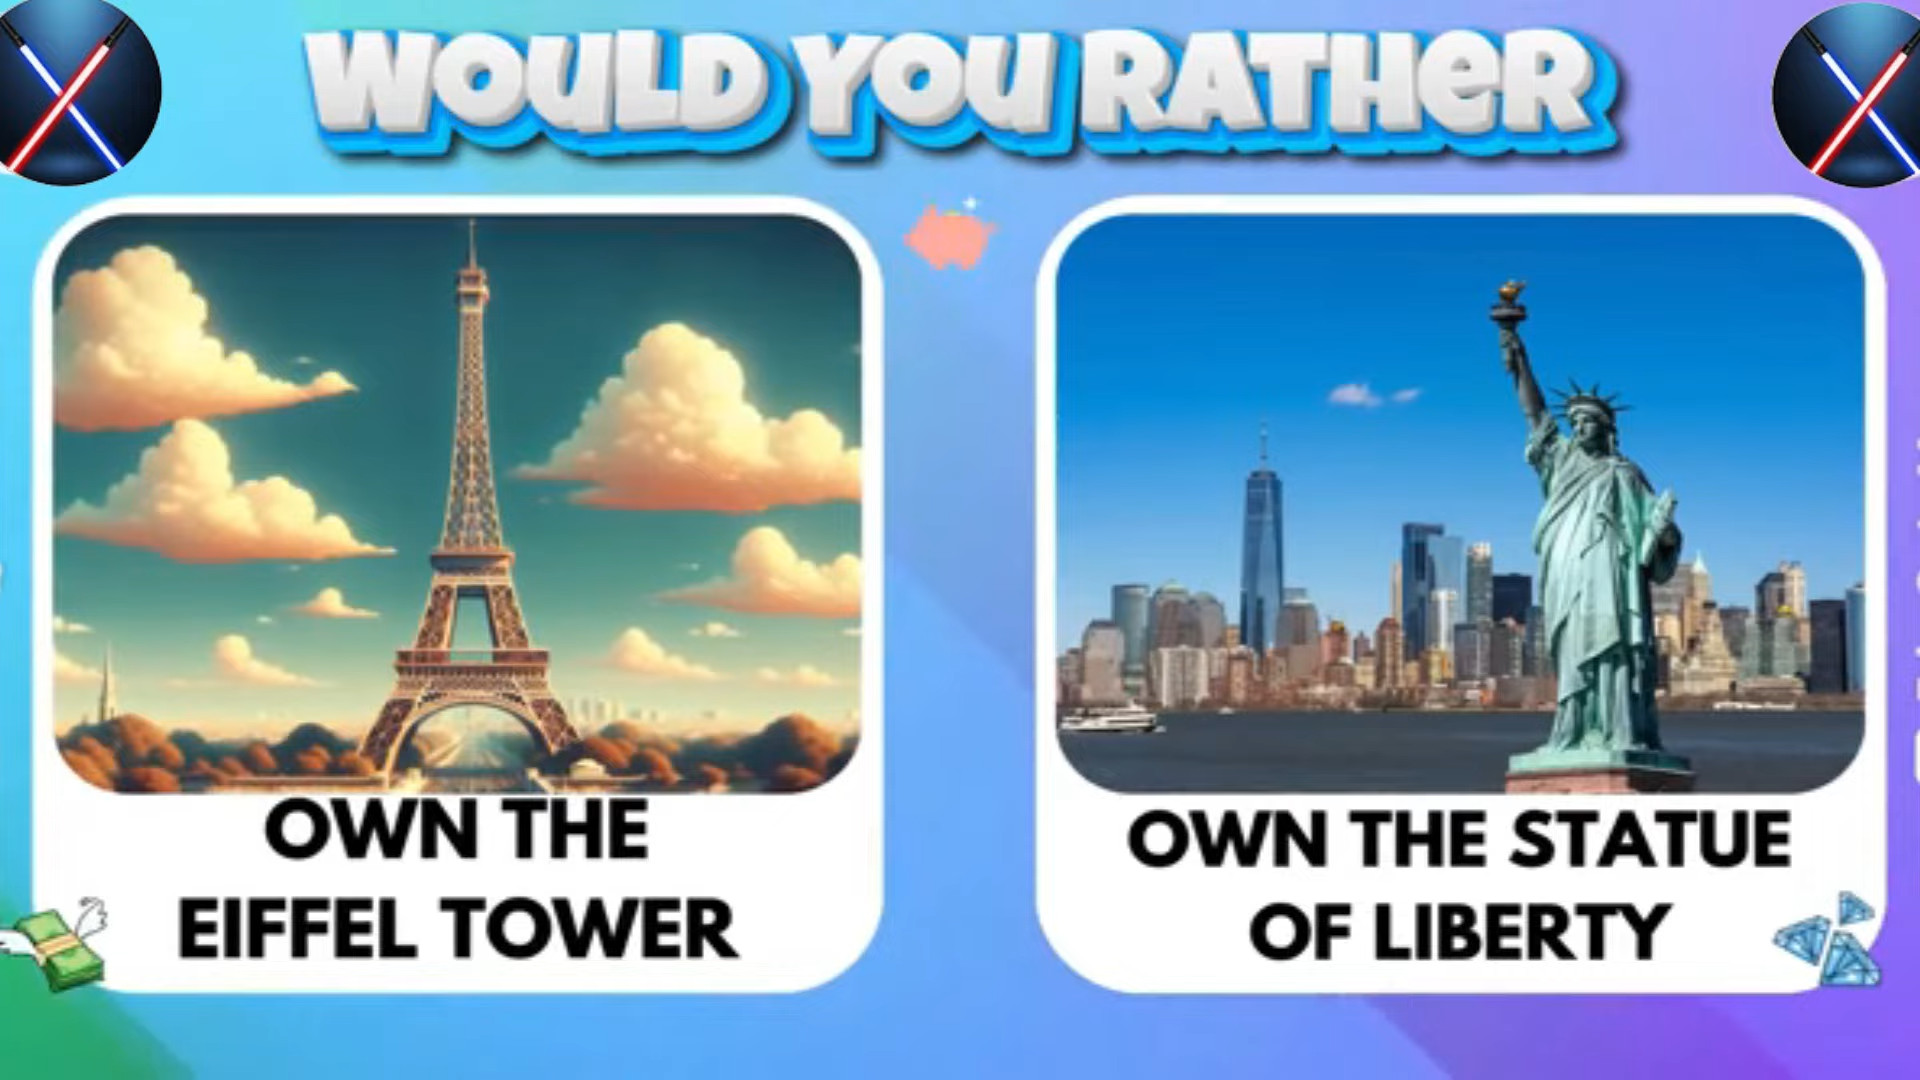 WOULD YOU RATHER
OWN THE
EIFFEL TOWER
OWN THE STATUE
OF LIBERTY